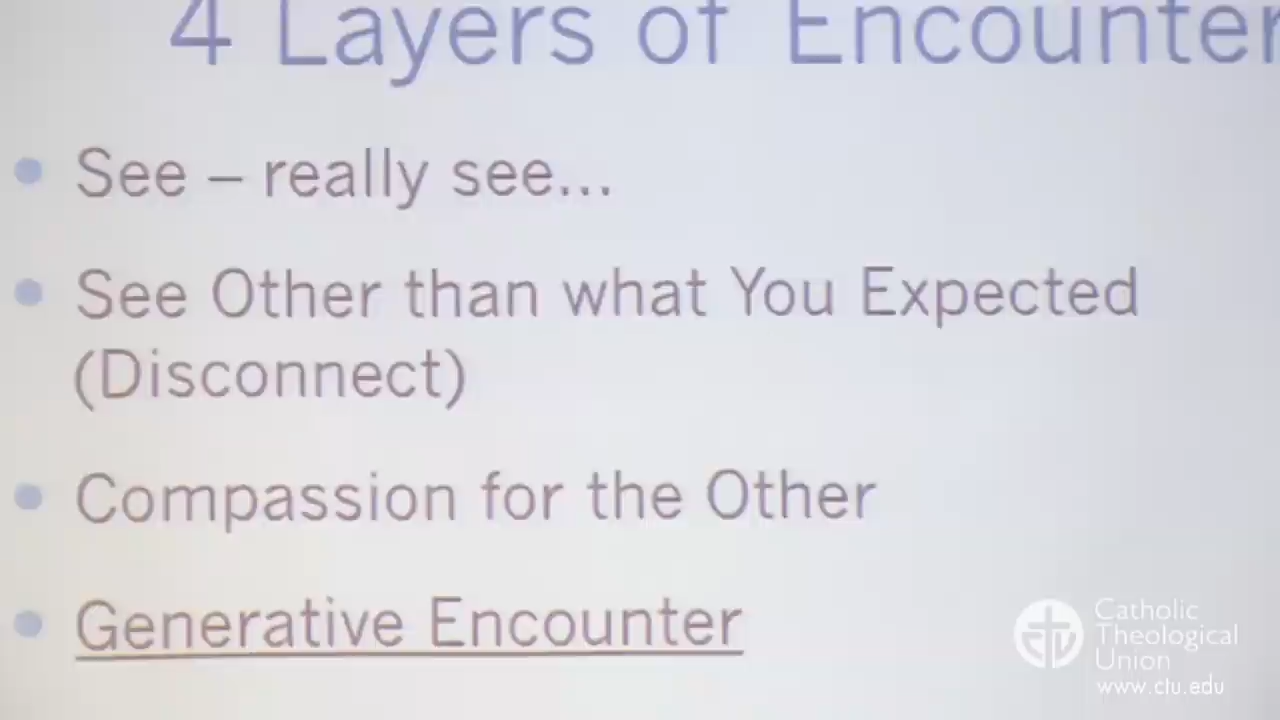 4 Layers of Encounter
See – really see...
See Other than what You Expected
(Disconnect)
Compassion for the Other
Generative Encounter
Catholic
Theological
Union
www.ctu.edu